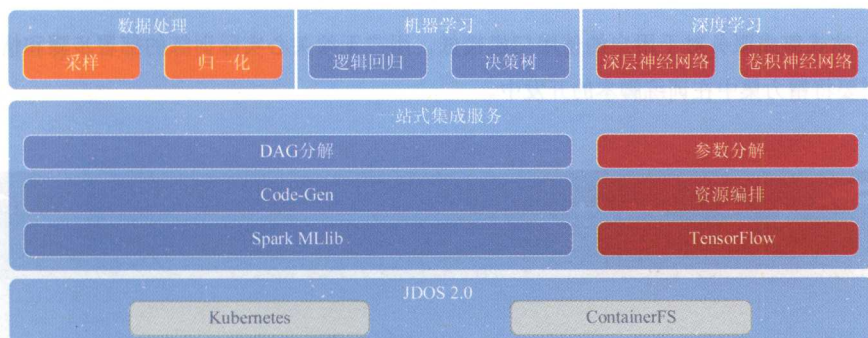 数据处理 机器学习 深度学习
采样 归一化 逻辑回归 决策树 深层神经网络 卷积神经网络
一站式集成服务
DAG分解 参数分解
Code-Gen 资源编排
Spark MLlib TensorFlow
JDOS 2.0
Kubernetes ContainerFS